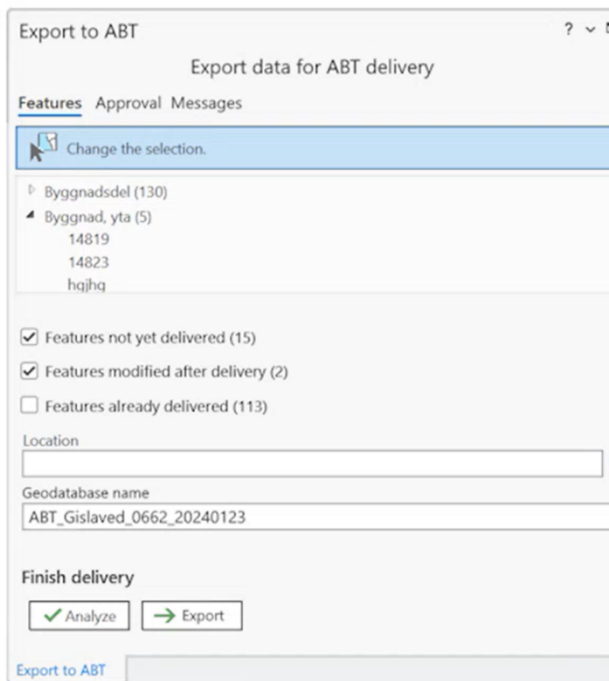 Export to ABT
?
Export data for ABT delivery
Features Approval Messages
Change the selection.
Byggnadsdel (130)
Byggnad, yta (5)
14819
14823
hgjhg
Features not yet delivered (15)
Features modified after delivery (2)
Features already delivered (113)
Location
Geodatabase name
ABT_Gislaved_0662_20240123
Finish delivery
Analyze Export
Export to ABT